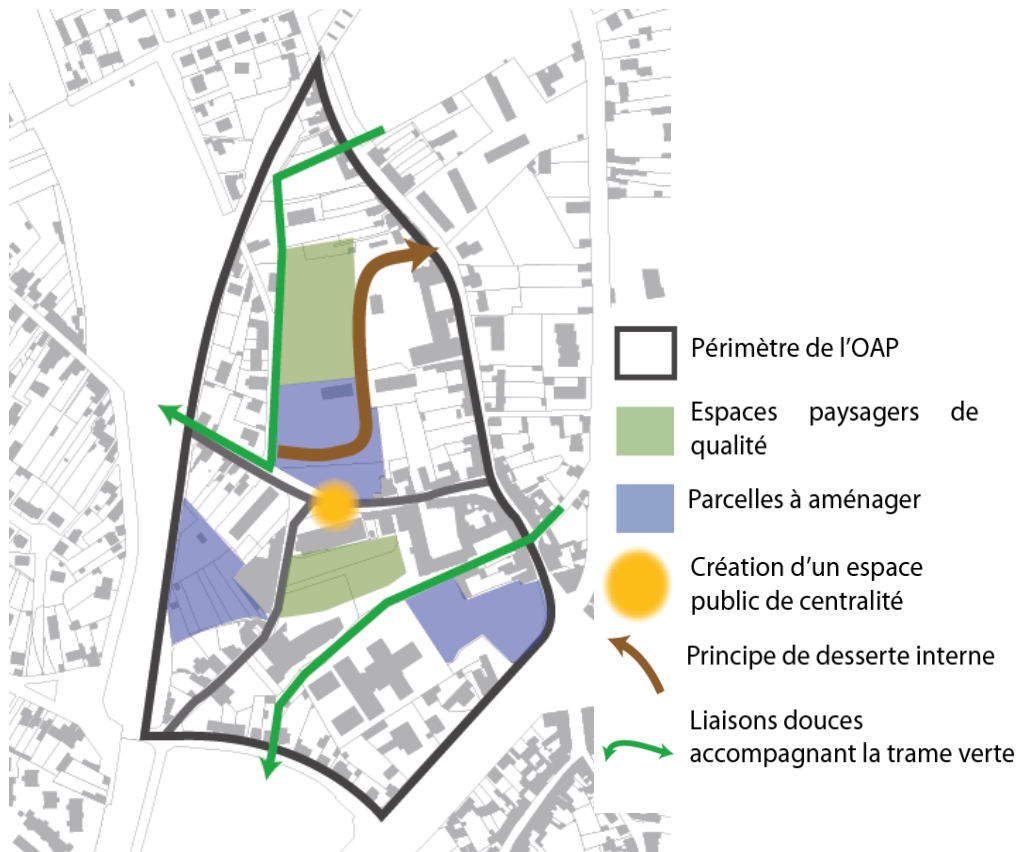 Périmètre de l’OAP
Espaces paysagers de
qualité
Parcelles à aménager
Création d’un espace
public de centralité
Principe de desserte interne
Liaisons douces
accompagnant la trame verte